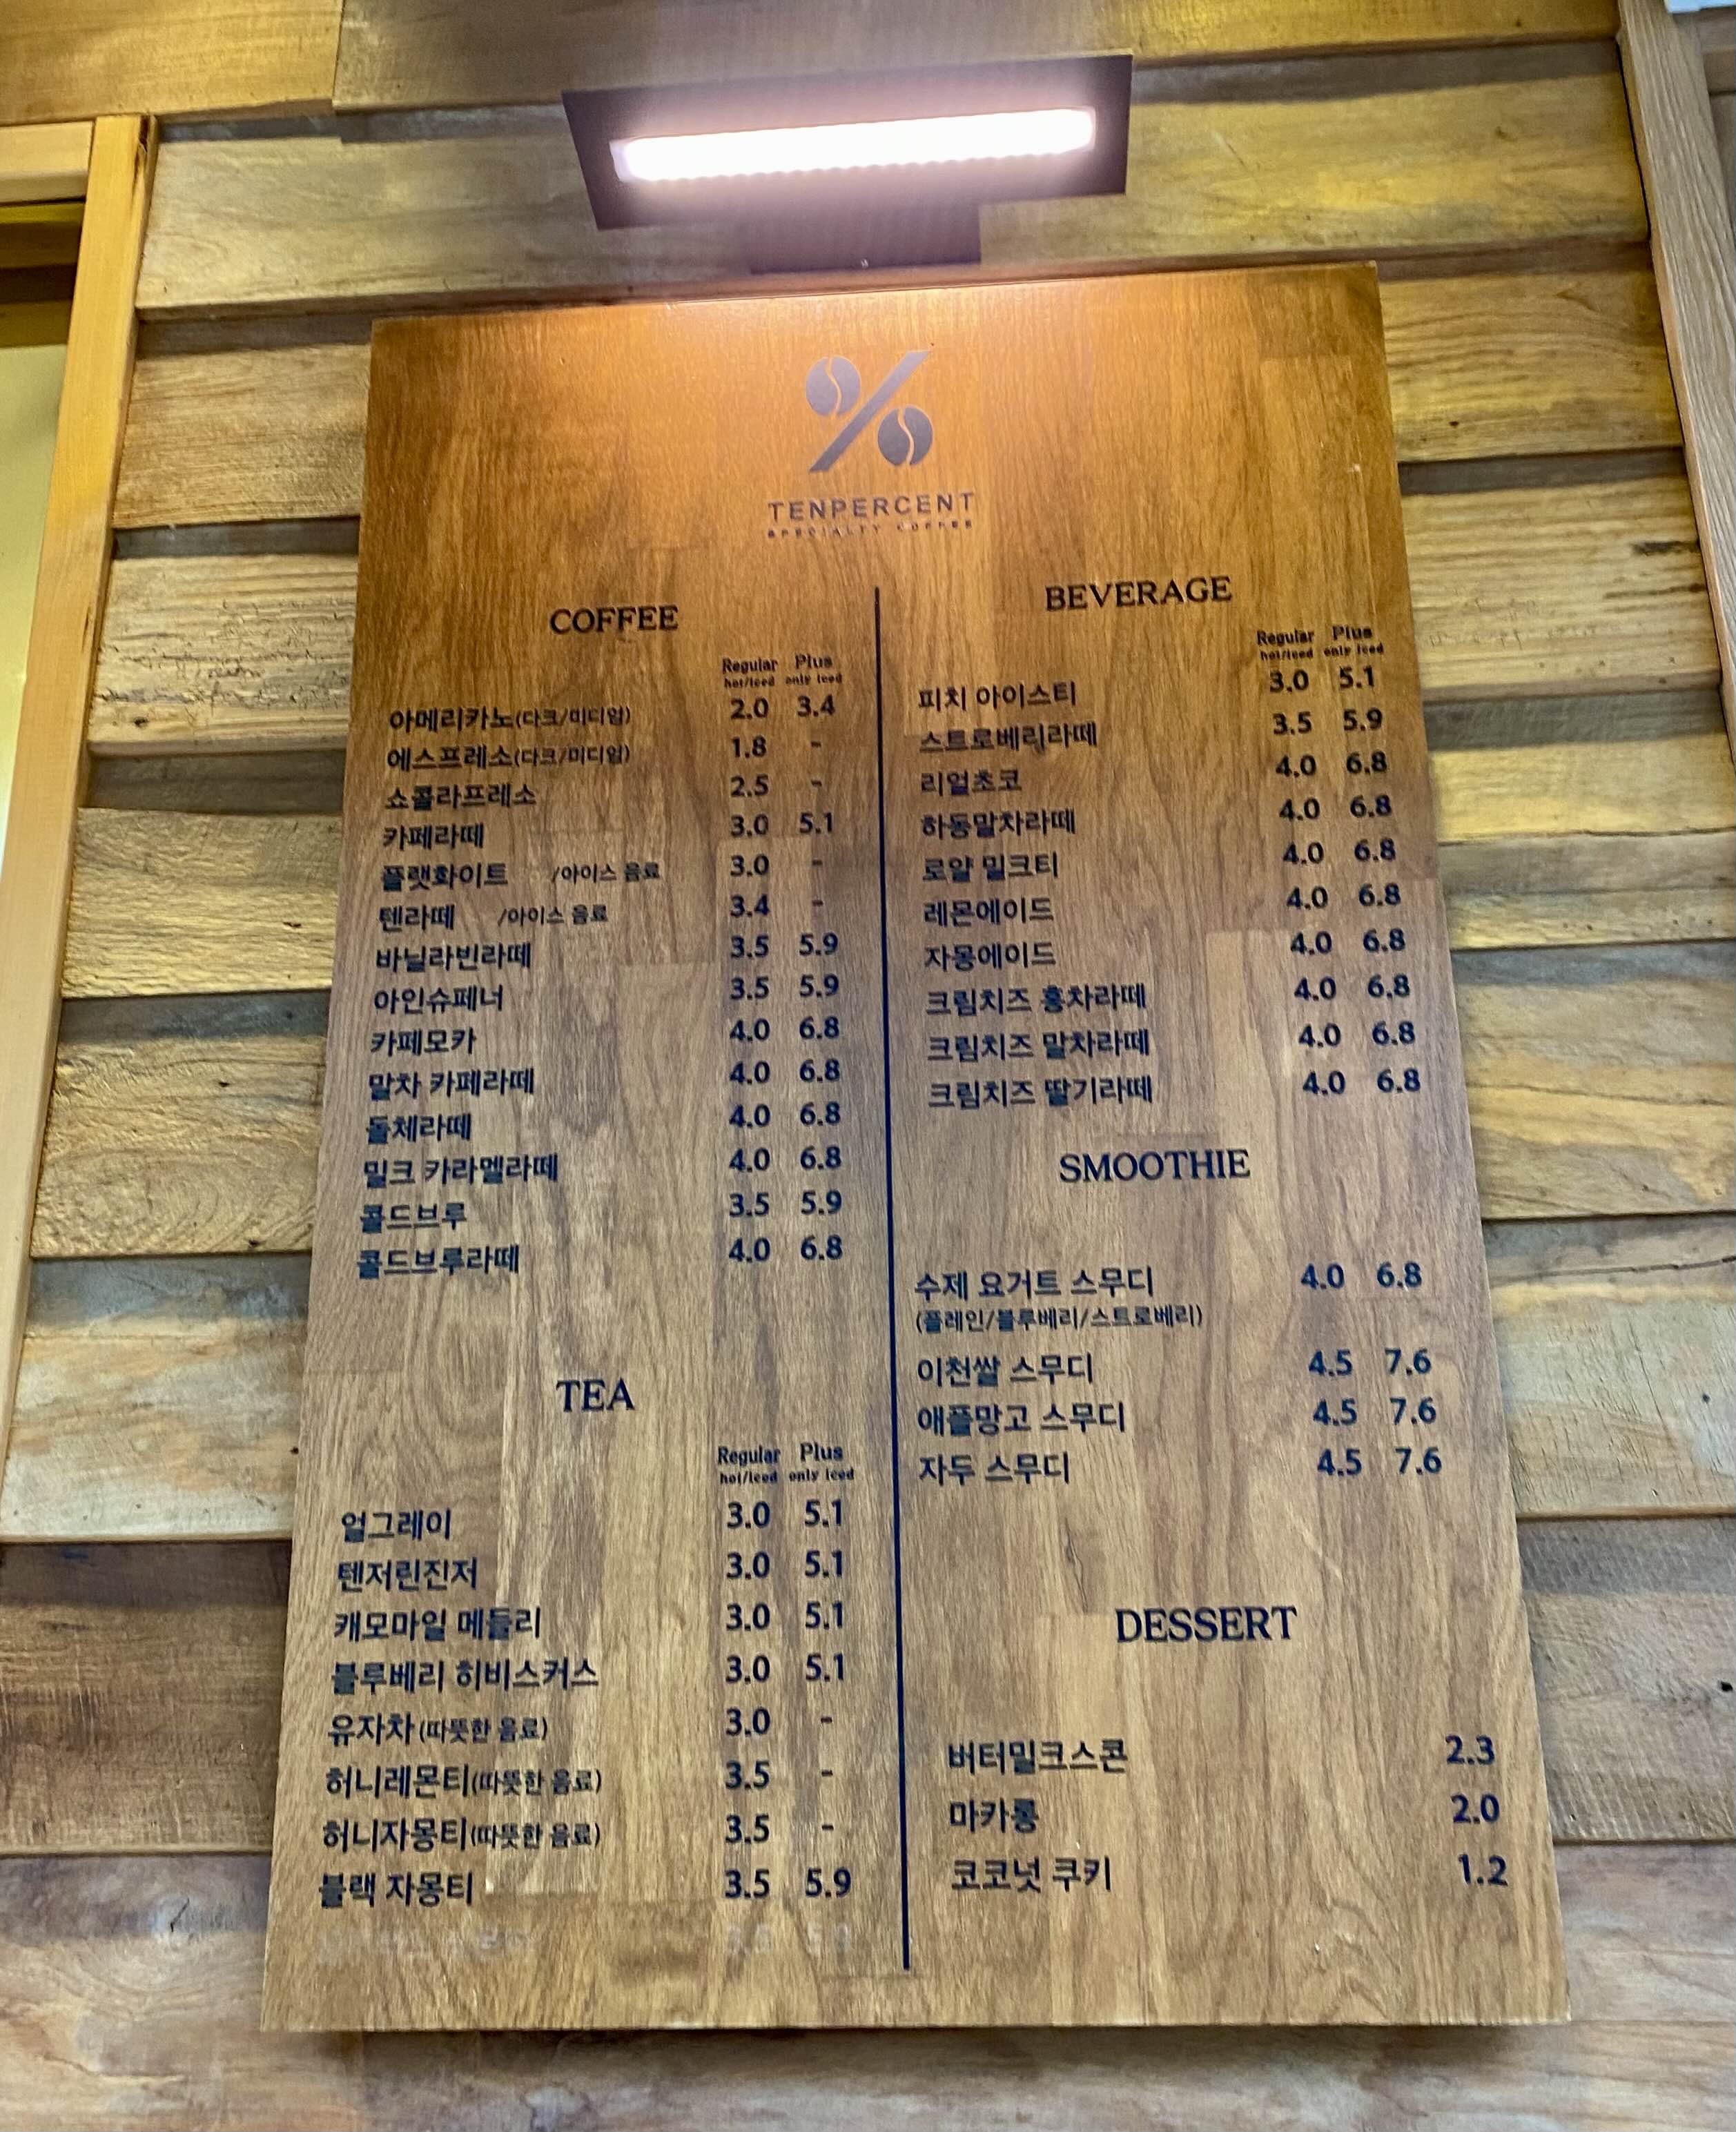 TENPERCENT
SPECIALTY COFFEE
COFFEE
Regular Plus
hot/iced only iced
아메리카노(다크/미디엄) 2.0 3.4
에스프레소(다크/미디엄) 1.8 -
쇼콜라프레소 2.5 -
카페라떼 3.0 5.1
플랫화이트 /아이스 음료 3.0 -
텐라떼 /아이스 음료 3.4 -
바닐라빈라떼 3.5 5.9
아인슈페너 3.5 5.9
카페모카 4.0 6.8
말차 카페라떼 4.0 6.8
돌체라떼 4.0 6.8
밀크 카라멜라떼 4.0 6.8
콜드브루 3.5 5.9
콜드브루라떼 4.0 6.8
TEA
Regular Plus
hot/iced only iced
얼그레이 3.0 5.1
텐저린진저 3.0 5.1
캐모마일 메들리 3.0 5.1
블루베리 히비스커스 3.0 5.1
유자차(따뜻한 음료) 3.0 -
허니레몬티(따뜻한 음료) 3.5 -
허니자몽티(따뜻한 음료) 3.5 -
블랙 자몽티 3.5 5.9
BEVERAGE
Regular Plus
hot/iced only iced
피치 아이스티 3.0 5.1
스트로베리라떼 3.5 5.9
리얼초코 4.0 6.8
하동말차라떼 4.0 6.8
로얄 밀크티 4.0 6.8
레몬에이드 4.0 6.8
자몽에이드 4.0 6.8
크림치즈 홍차라떼 4.0 6.8
크림치즈 말차라떼 4.0 6.8
크림치즈 딸기라떼 4.0 6.8
SMOOTHIE
수제 요거트 스무디 4.0 6.8
(플레인/블루베리/스트로베리)
이천쌀 스무디 4.5 7.6
애플망고 스무디 4.5 7.6
자두 스무디 4.5 7.6
DESSERT
버터밀크스콘 2.3
마카롱 2.0
코코넛 쿠키 1.2